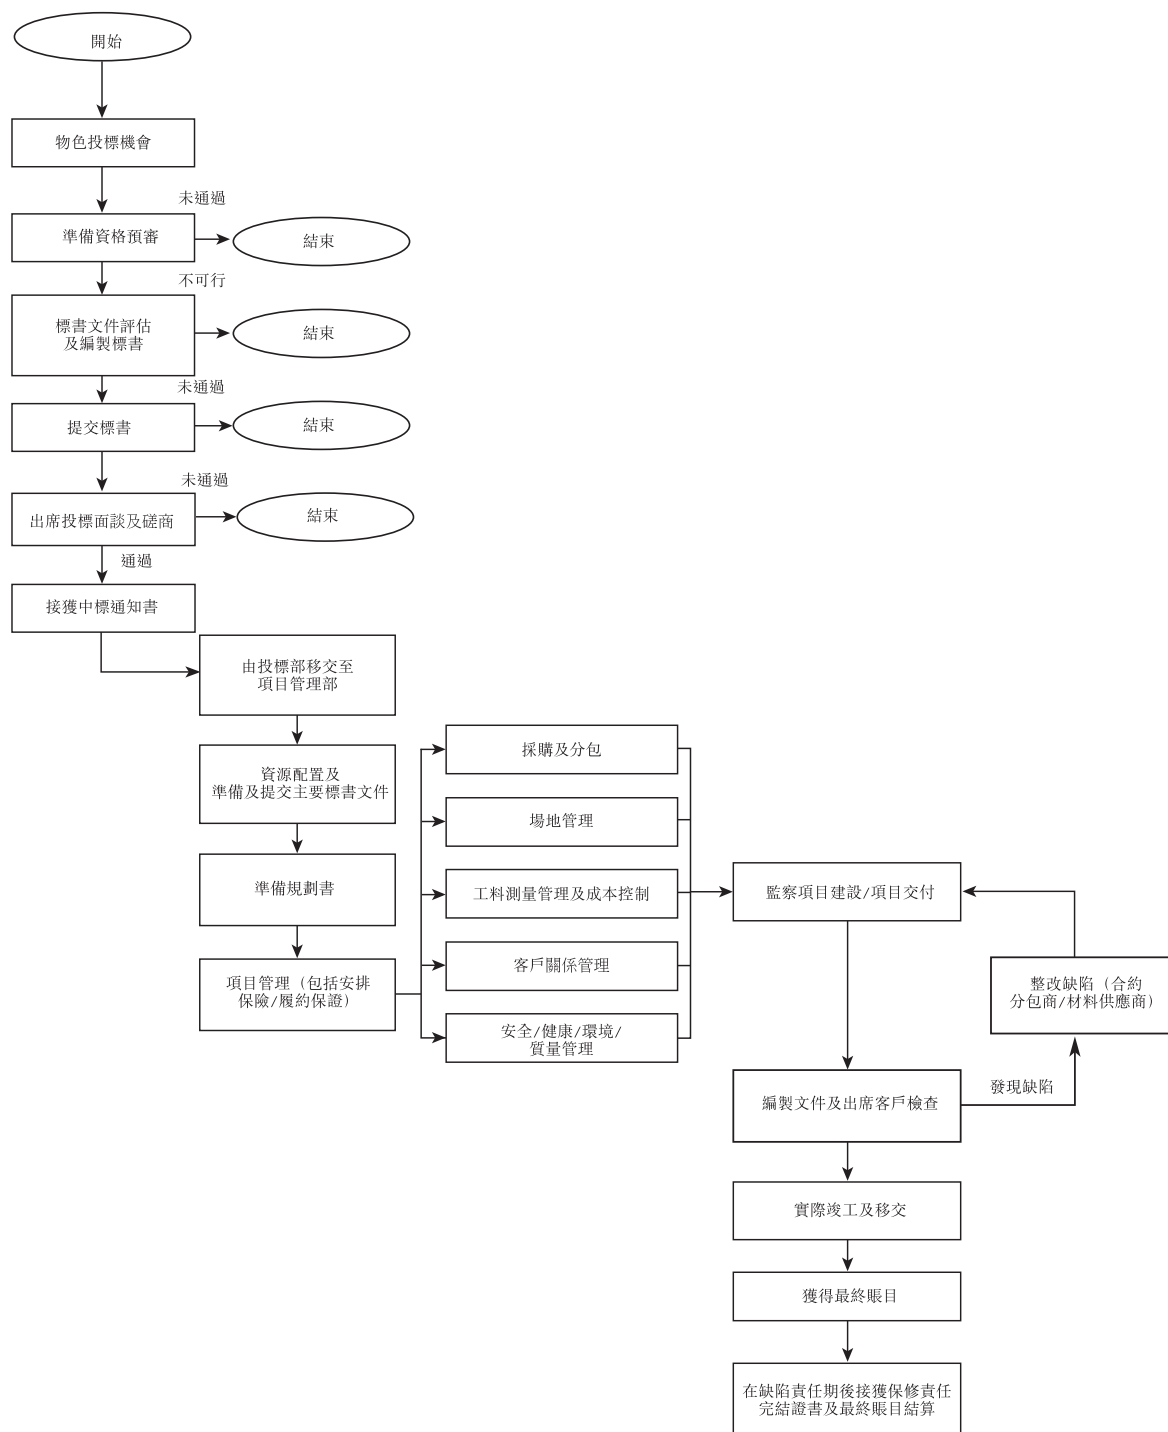 開始
物色投標機會
未通過
準備資格預審
結束
不可行
標書文件評估
及編製標書
結束
未通過
提交標書
結束
未通過
出席投標面談及磋商
結束
通過
接獲中標通知書
由投標部移交至
項目管理部
資源配置及
準備及提交主要標書文件
準備規劃書
項目管理（包括安排
保險/履約保證）
採購及分包
場地管理
工料測量管理及成本控制
客戶關係管理
安全/健康/環境/
質量管理
監察項目建設/項目交付
整改缺陷（合約
分包商/材料供應商）
發現缺陷
編製文件及出席客戶檢查
實際竣工及移交
獲得最終賬目
在缺陷責任期後接獲保修責任
完結證書及最終賬目結算